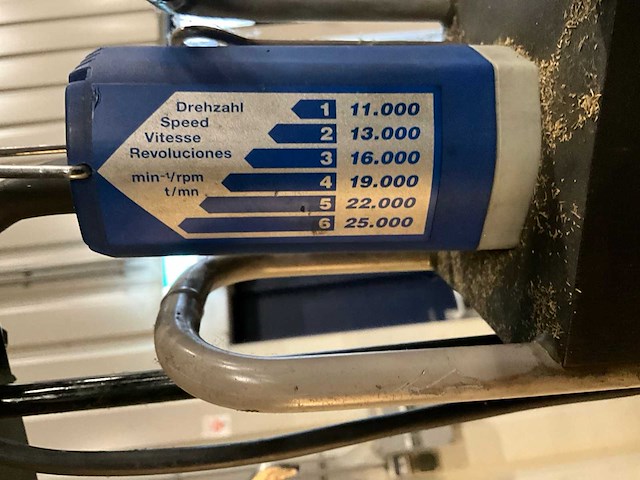 Drehzahl
Speed
Vitesse
Revoluciones
min-¹/rpm
t/mn
1 11.000
2 13.000
3 16.000
4 19.000
5 22.000
6 25.000